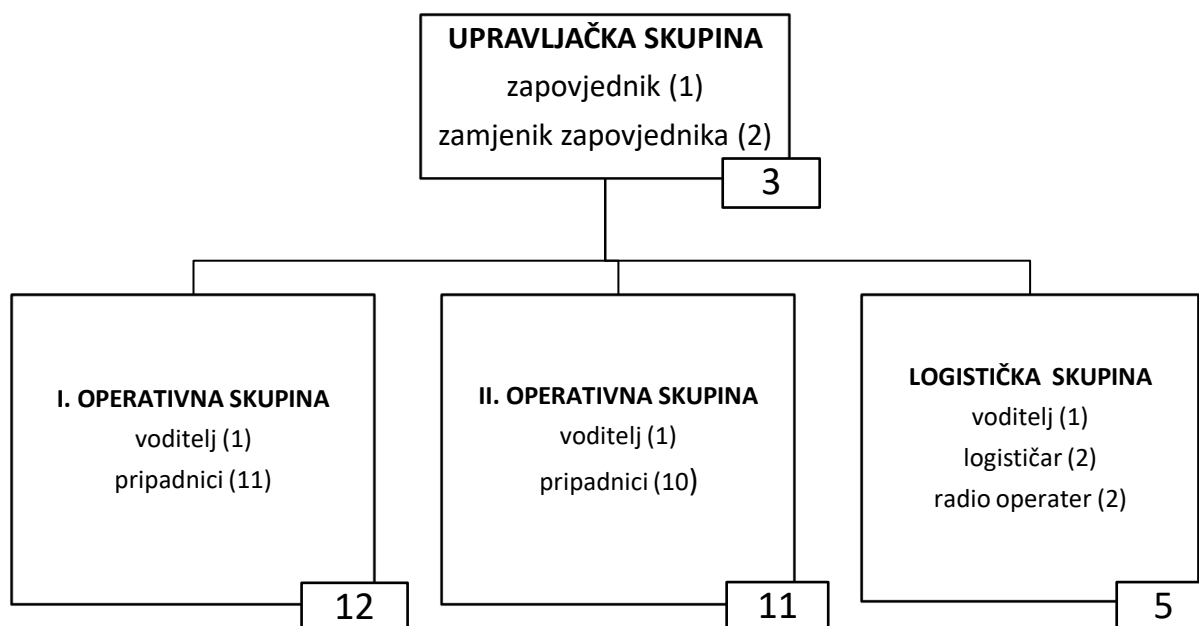 UPRAVLJAČKA SKUPINA
zapovjednik (1)
zamjenik zapovjednika (2)
3
I. OPERATIVNA SKUPINA
voditelj (1)
pripadnici (11)
12
II. OPERATIVNA SKUPINA
voditelj (1)
pripadnici (10)
11
LOGISTIČKA SKUPINA
voditelj (1)
logističar (2)
radio operater (2)
5